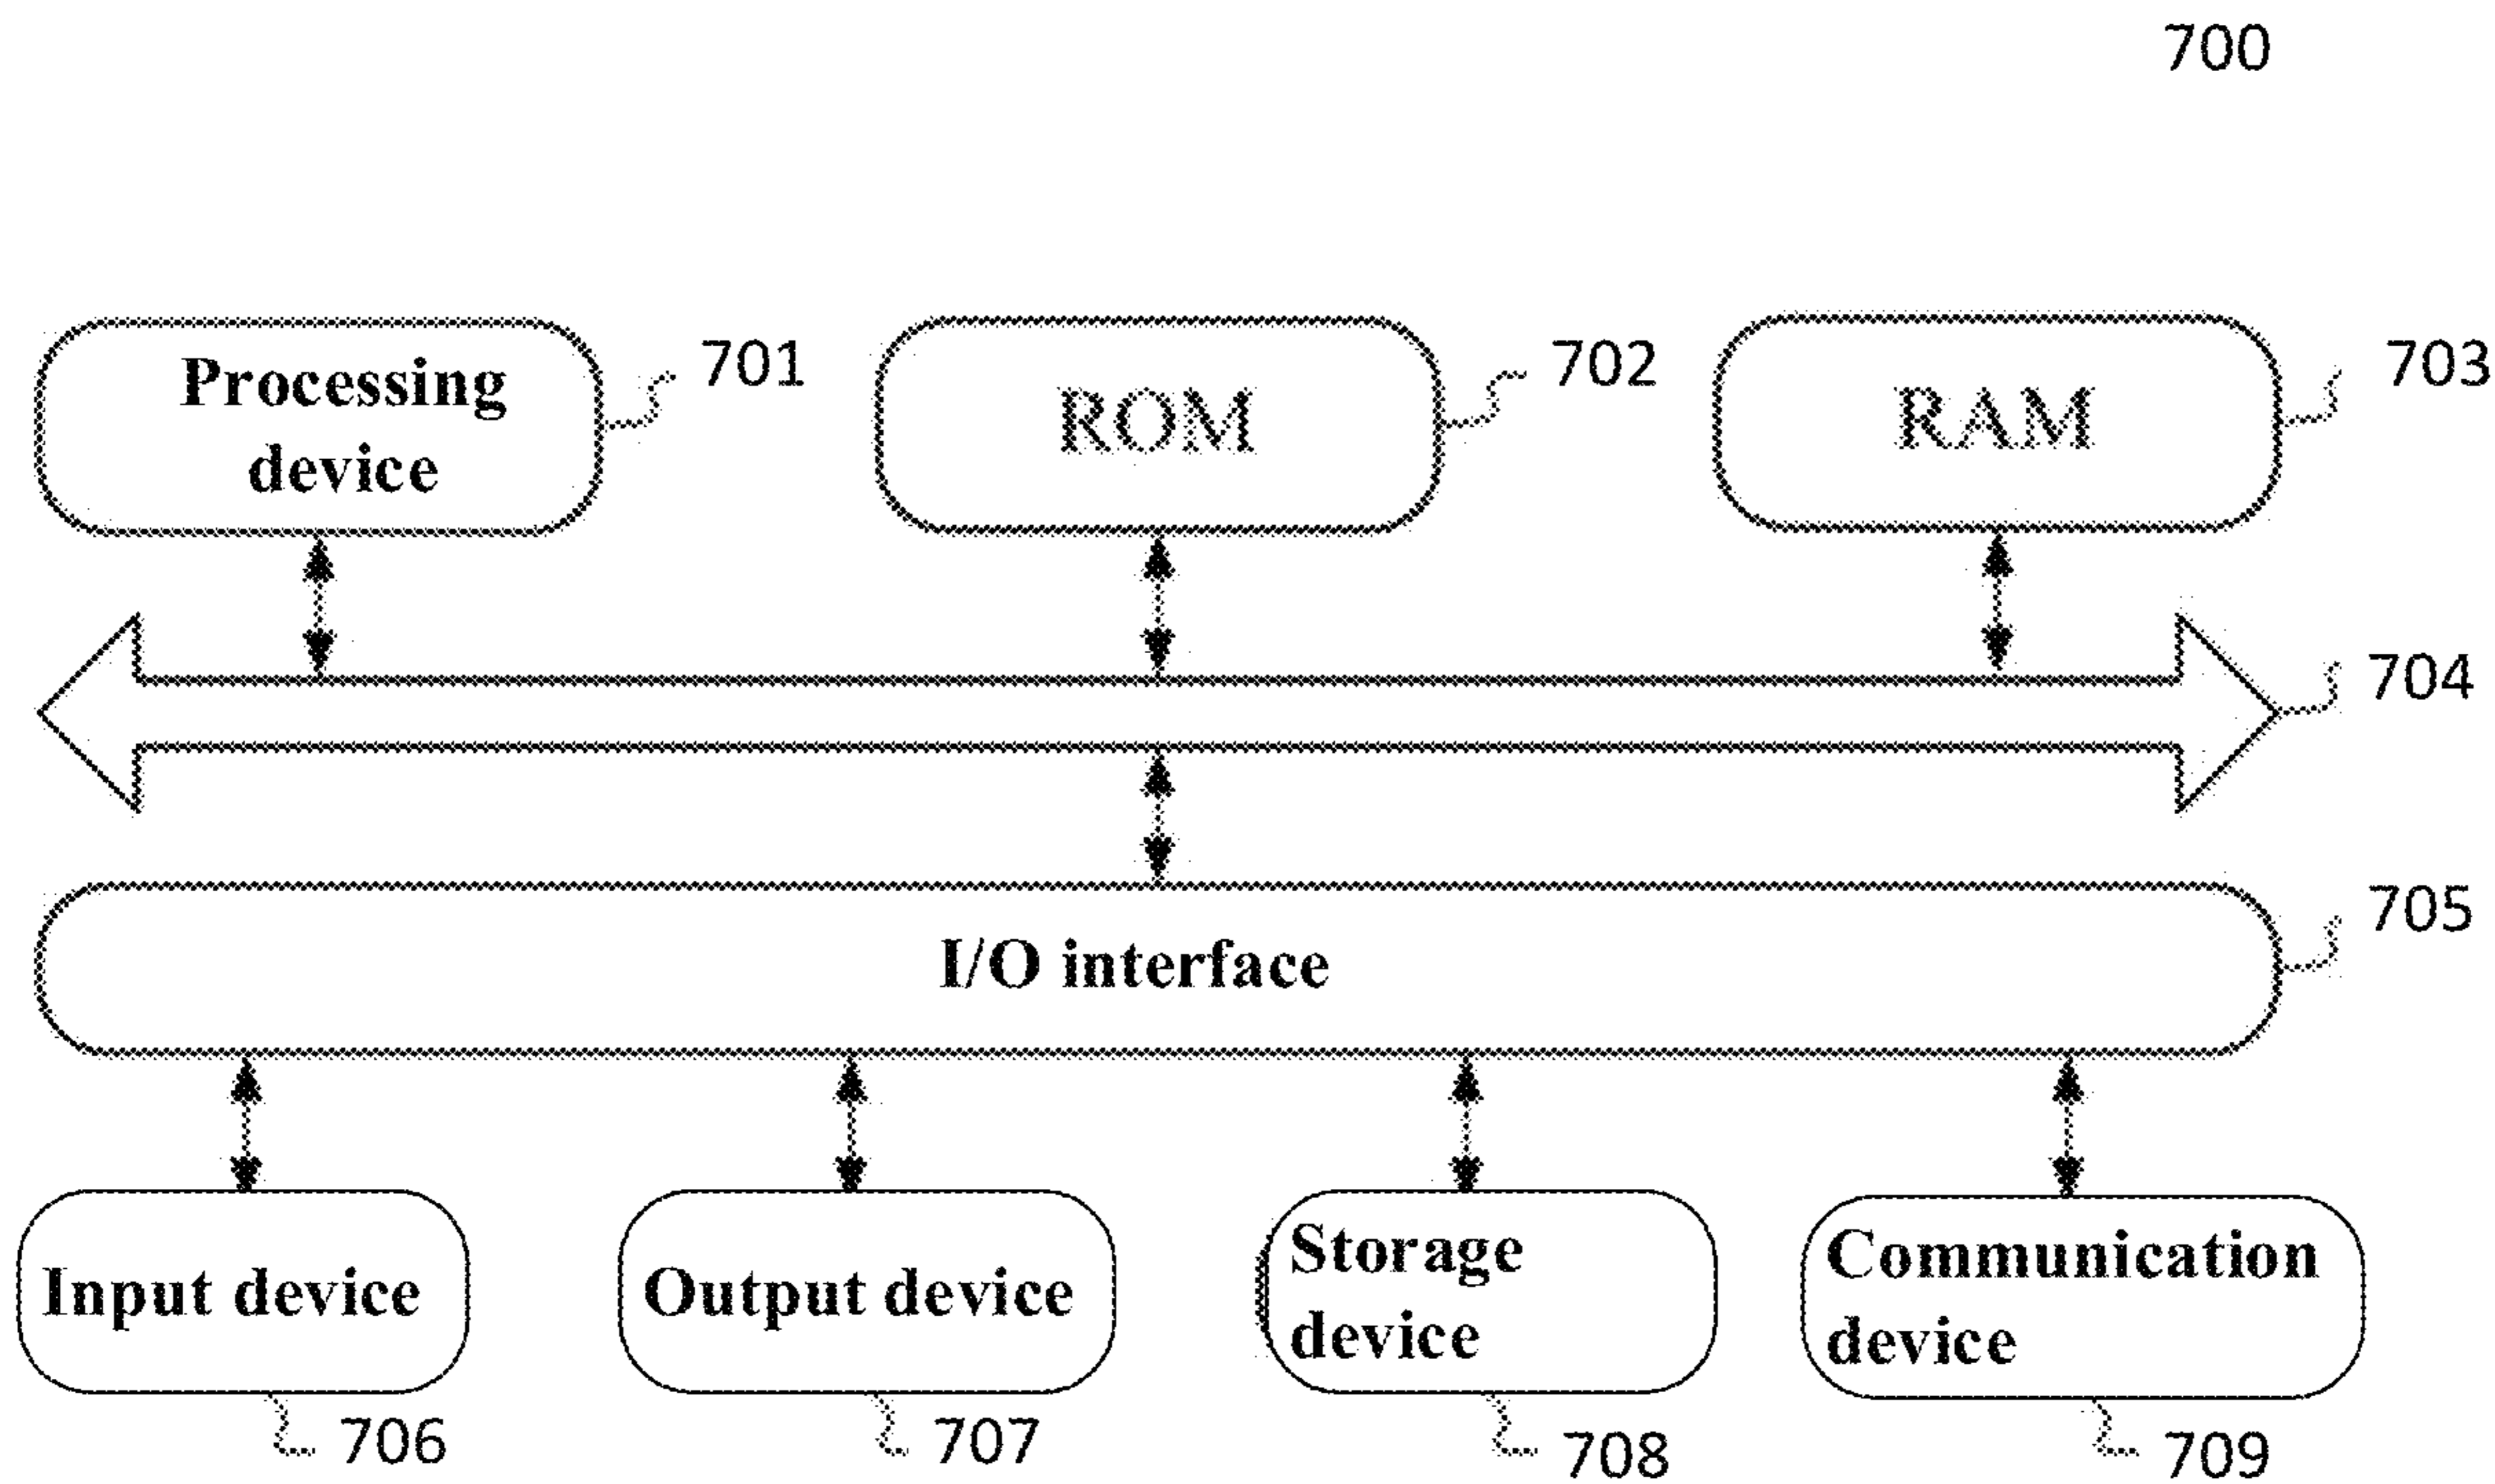 700
Processing
device
701
ROM
702
RAM
703
704
I/O interface
705
Input device
Output device
Storage
device
Communication
device
706
707
708
709